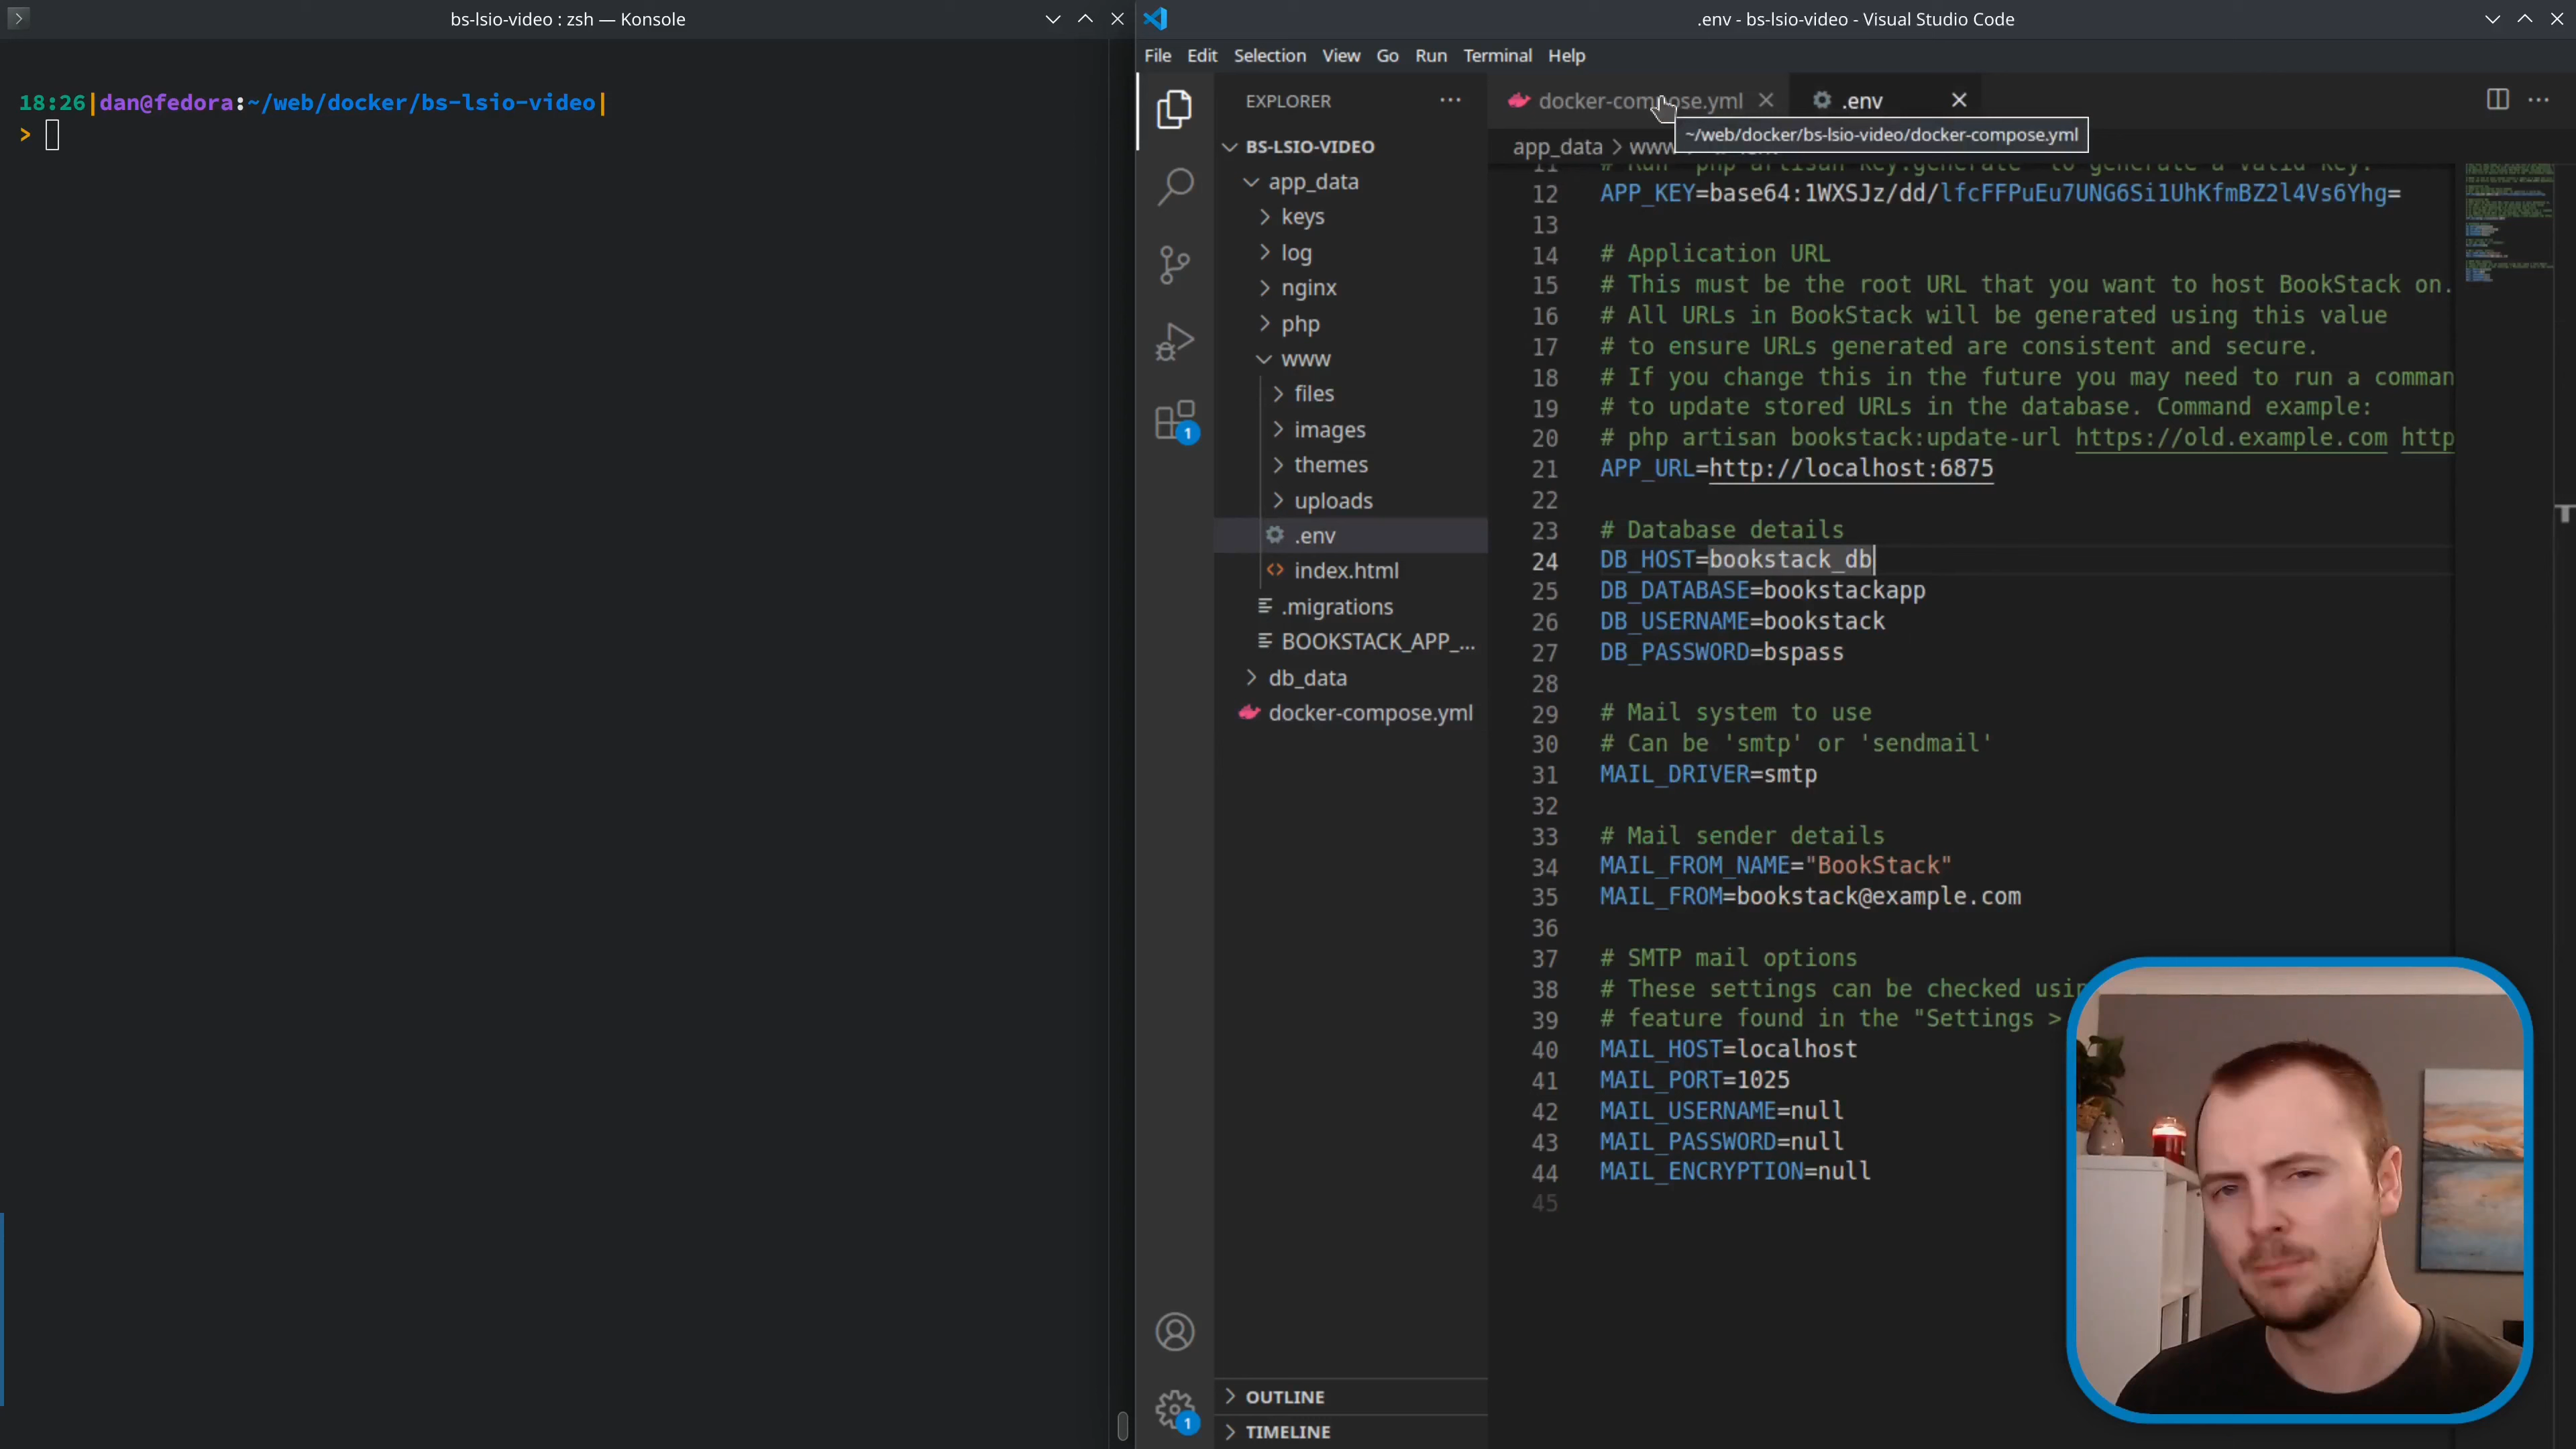 bs-lsio-video : zsh — Konsole
18:26|dan@fedora:~/web/docker/bs-lsio-video|
>
.env - bs-lsio-video - Visual Studio Code
File Edit Selection View Go Run Terminal Help
EXPLORER
BS-LSIO-VIDEO
app_data
keys
log
nginx
php
www
files
images
themes
uploads
.env
index.html
.migrations
BOOKSTACK_APP_...
db_data
docker-compose.yml
OUTLINE
TIMELINE
1
1
docker-compose.yml
.env
~/web/docker/bs-lsio-video/docker-compose.yml
app_data > www
11 # Run "php artisan key:generate" to generate a valid key.
12 APP_KEY=base64:1WXSJz/dd/lfcFFPuEu7UNG6Si1UhKfmBZ2l4Vs6Yhg=
13
14 # Application URL
15 # This must be the root URL that you want to host BookStack on.
16 # All URLs in BookStack will be generated using this value
17 # to ensure URLs generated are consistent and secure.
18 # If you change this in the future you may need to run a comman
19 # to update stored URLs in the database. Command example:
20 # php artisan bookstack:update-url https://old.example.com http
21 APP_URL=http://localhost:6875
22
23 # Database details
24 DB_HOST=bookstack_db
25 DB_DATABASE=bookstackapp
26 DB_USERNAME=bookstack
27 DB_PASSWORD=bspass
28
29 # Mail system to use
30 # Can be 'smtp' or 'sendmail'
31 MAIL_DRIVER=smtp
32
33 # Mail sender details
34 MAIL_FROM_NAME="BookStack"
35 MAIL_FROM=bookstack@example.com
36
37 # SMTP mail options
38 # These settings can be checked usin
39 # feature found in the "Settings >
40 MAIL_HOST=localhost
41 MAIL_PORT=1025
42 MAIL_USERNAME=null
43 MAIL_PASSWORD=null
44 MAIL_ENCRYPTION=null
45